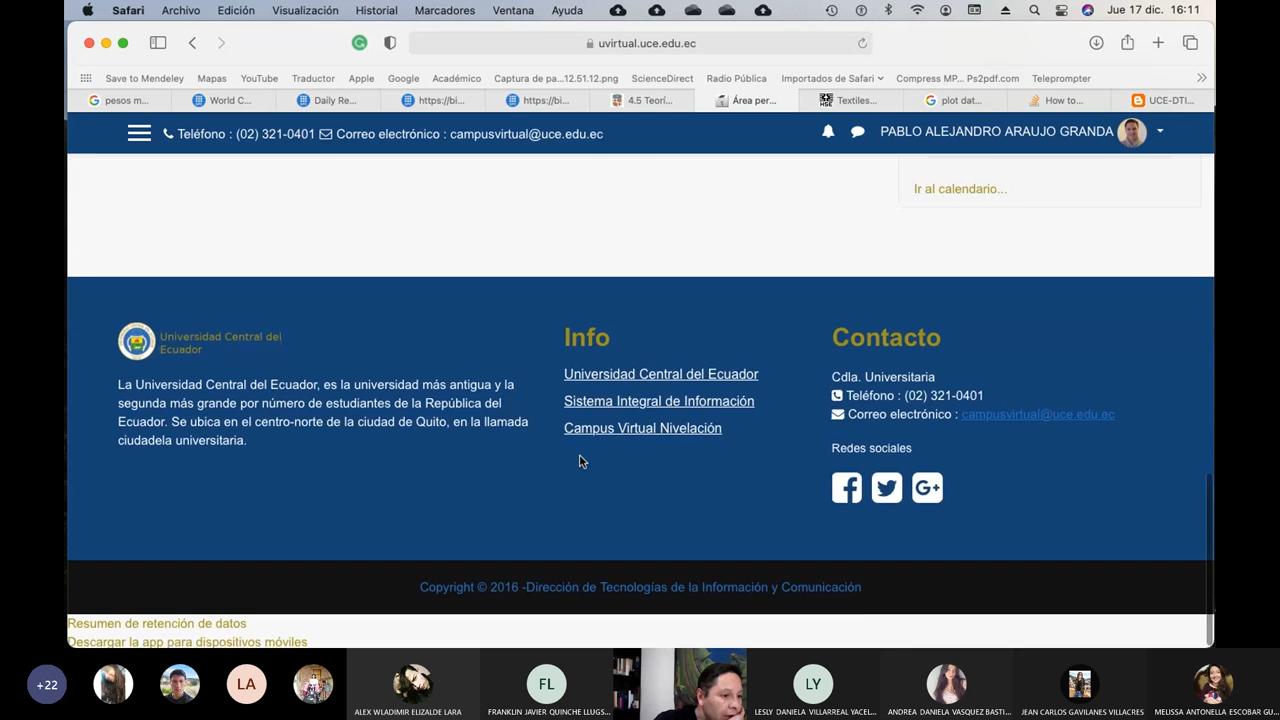 Safari Archivo Edición Visualización Historial Marcadores Ventana Ayuda Jue 17 dic. 16:11
uvirtual.uce.edu.ec
Save to Mendeley Mapas YouTube Traductor Apple Google Académico Captura de pa...12.51.12.png ScienceDirect Radio Pública Importados de Safari Compress MP... Ps2pdf.com Teleprompter
pesos m... World C... Daily Re... https://bi... https://bi... 4.5 Teorí... Área per... Textiles... plot dat... How to... UCE-DTI...
Teléfono : (02) 321-0401 Correo electrónico : campusvirtual@uce.edu.ec PABLO ALEJANDRO ARAUJO GRANDA
Ir al calendario...
Universidad Central del
Ecuador
La Universidad Central del Ecuador, es la universidad más antigua y la
segunda más grande por número de estudiantes de la República del
Ecuador. Se ubica en el centro-norte de la ciudad de Quito, en la llamada
ciudadela universitaria.
Info
Universidad Central del Ecuador
Sistema Integral de Información
Campus Virtual Nivelación
Contacto
Cdla. Universitaria
Teléfono : (02) 321-0401
Correo electrónico : campusvirtual@uce.edu.ec
Redes sociales
Copyright © 2016 -Dirección de Tecnologías de la Información y Comunicación
Resumen de retención de datos
Descargar la app para dispositivos móviles
+22 LA FL LY
ALEX WLADIMIR ELIZALDE LARA FRANKLIN JAVIER QUINCHE LLUGS... LESLY DANIELA VILLARREAL YACEL... ANDREA DANIELA VASQUEZ BASTI... JEAN CARLOS GAVILANES VILLACRES MELISSA ANTONELLA ESCOBAR GU...